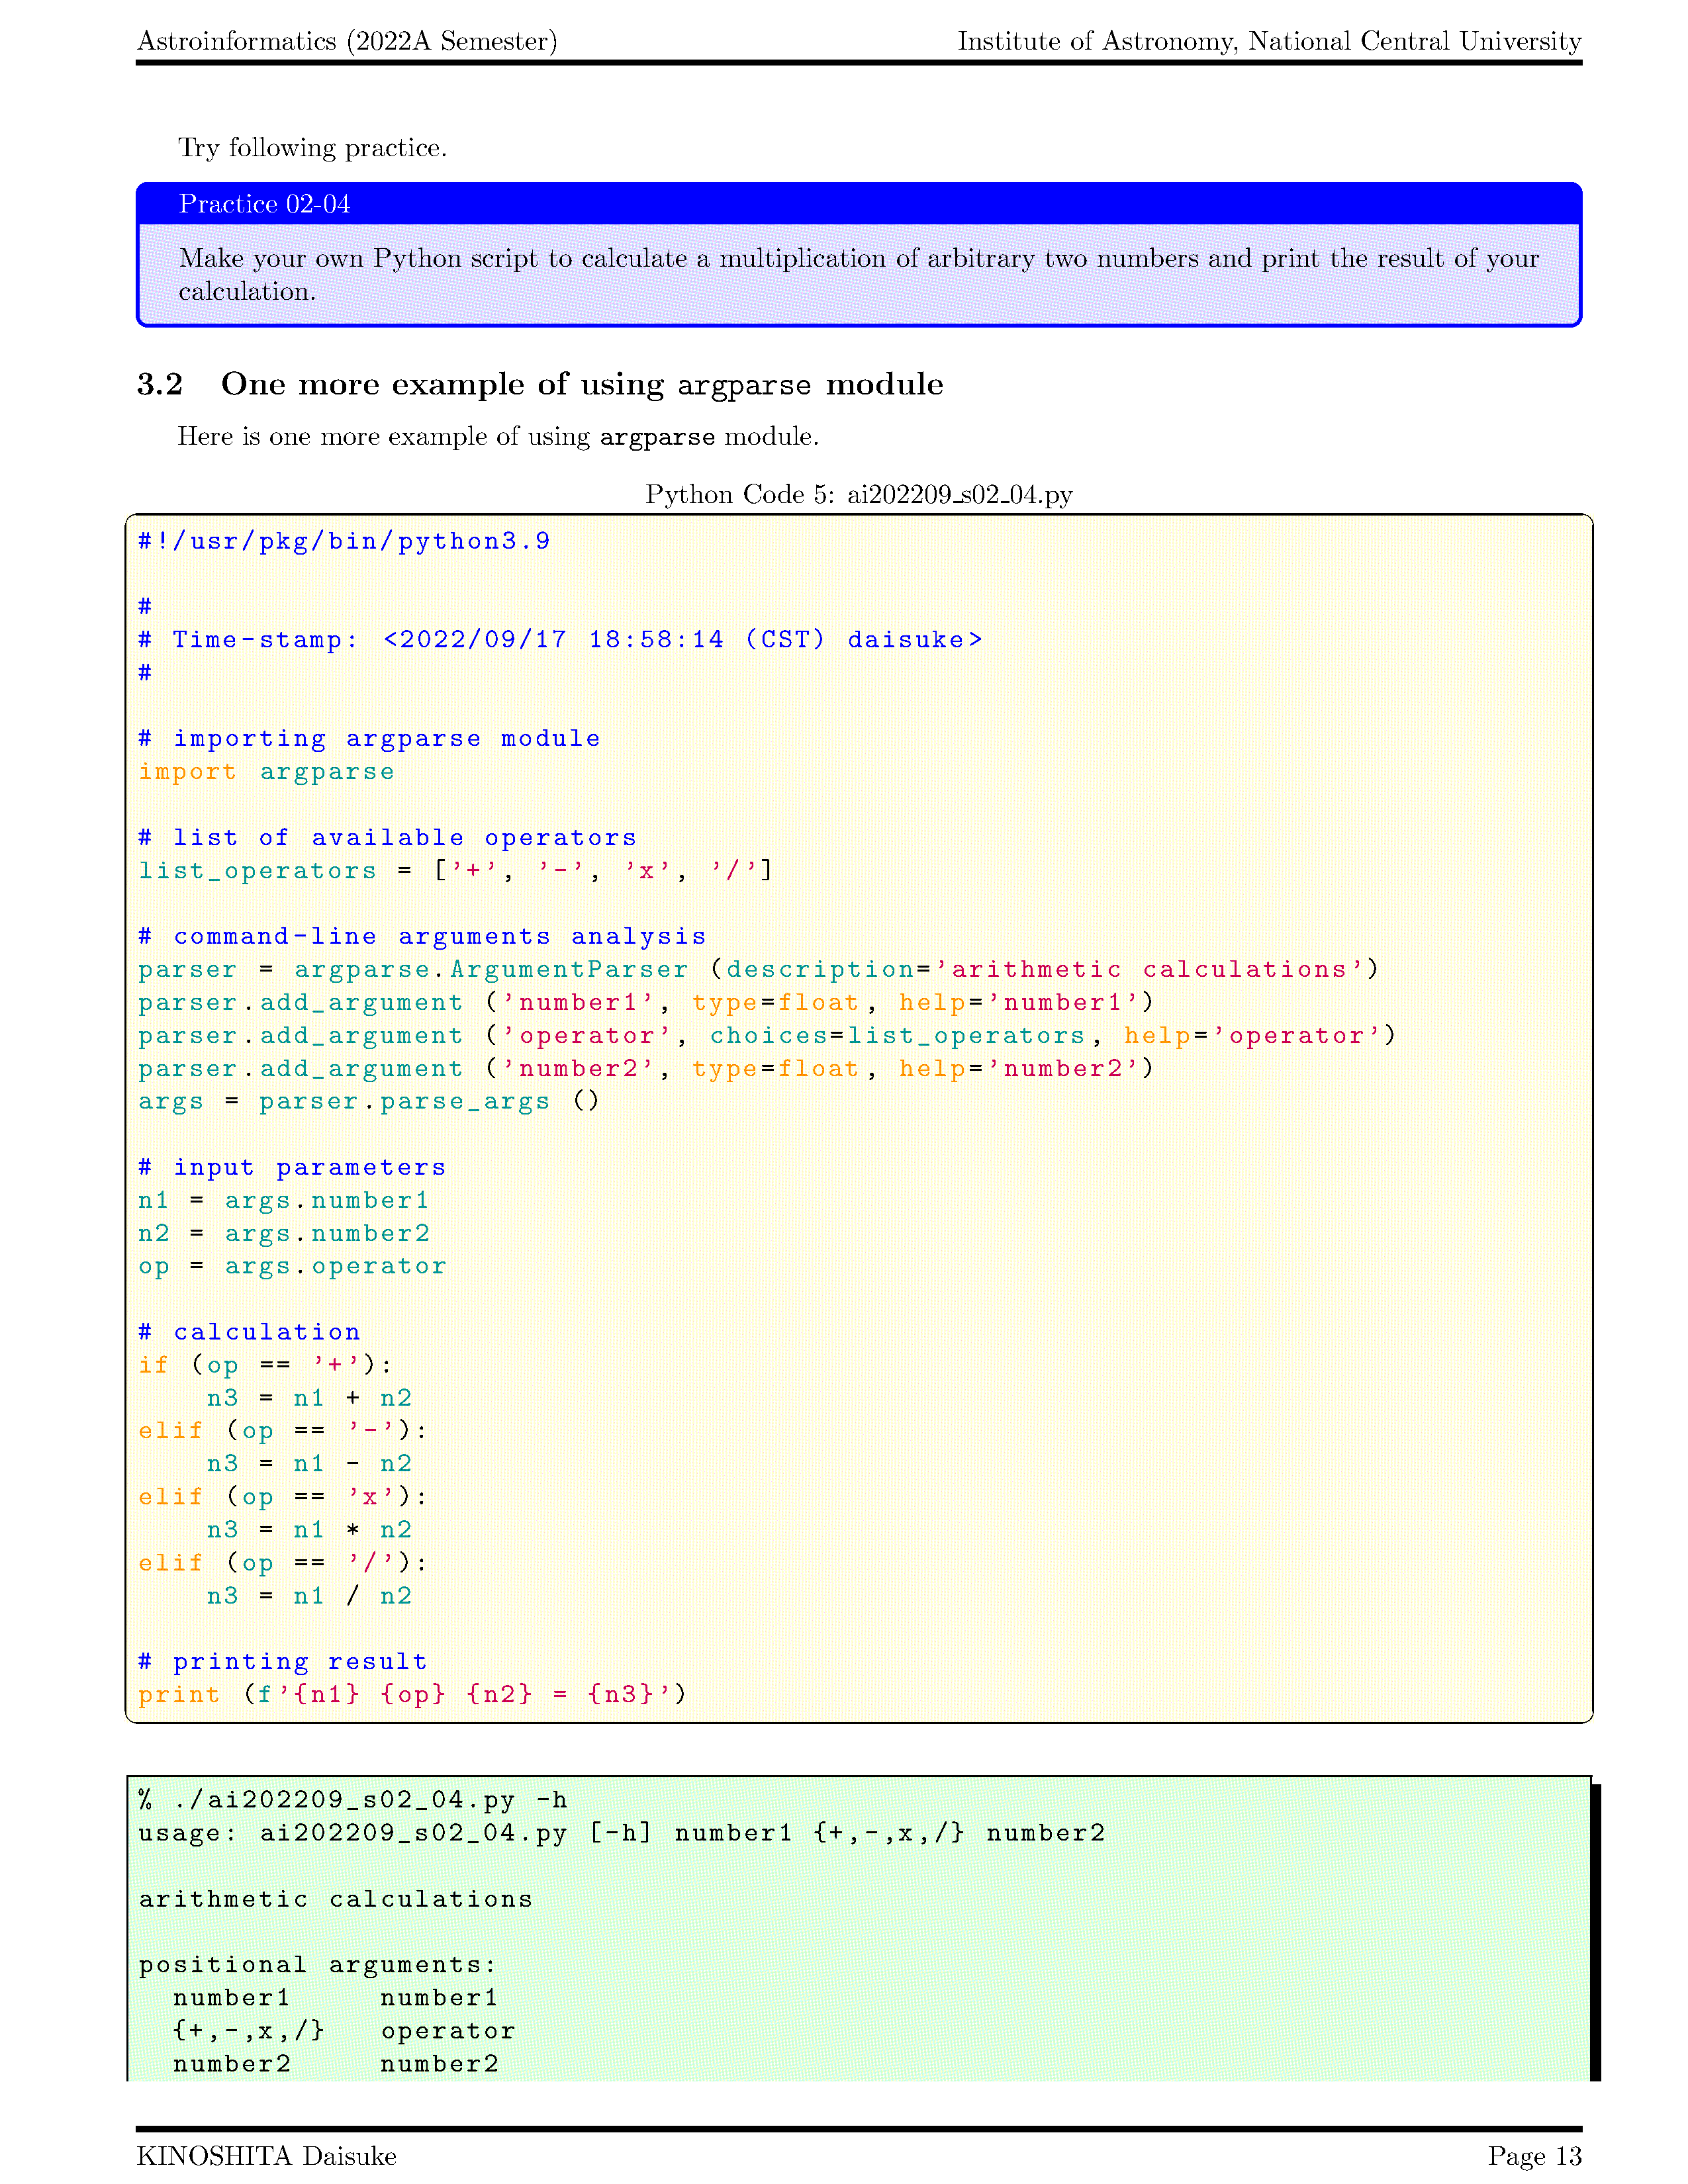 Astroinformatics (2022A Semester) Institute of Astronomy, National Central University
Try following practice.
Practice 02-04
Make your own Python script to calculate a multiplication of arbitrary two numbers and print the result of your
calculation.
3.2 One more example of using argparse module
Here is one more example of using argparse module.
Python Code 5: ai202209_s02_04.py
#!/usr/pkg/bin/python3.9
#
# Time-stamp: <2022/09/17 18:58:14 (CST) daisuke>
#
# importing argparse module
import argparse
# list of available operators
list_operators = ['+', '-', 'x', '/']
# command-line arguments analysis
parser = argparse.ArgumentParser (description='arithmetic calculations')
parser.add_argument ('number1', type=float, help='number1')
parser.add_argument ('operator', choices=list_operators, help='operator')
parser.add_argument ('number2', type=float, help='number2')
args = parser.parse_args ()
# input parameters
n1 = args.number1
n2 = args.number2
op = args.operator
# calculation
if (op == '+'):
    n3 = n1 + n2
elif (op == '-'):
    n3 = n1 - n2
elif (op == 'x'):
    n3 = n1 * n2
elif (op == '/'):
    n3 = n1 / n2
# printing result
print (f'{n1} {op} {n2} = {n3}')
% ./ai202209_s02_04.py -h
usage: ai202209_s02_04.py [-h] number1 {+,-,x,/} number2
arithmetic calculations
positional arguments:
  number1     number1
  {+,-,x,/}   operator
  number2     number2
KINOSHITA Daisuke Page 13